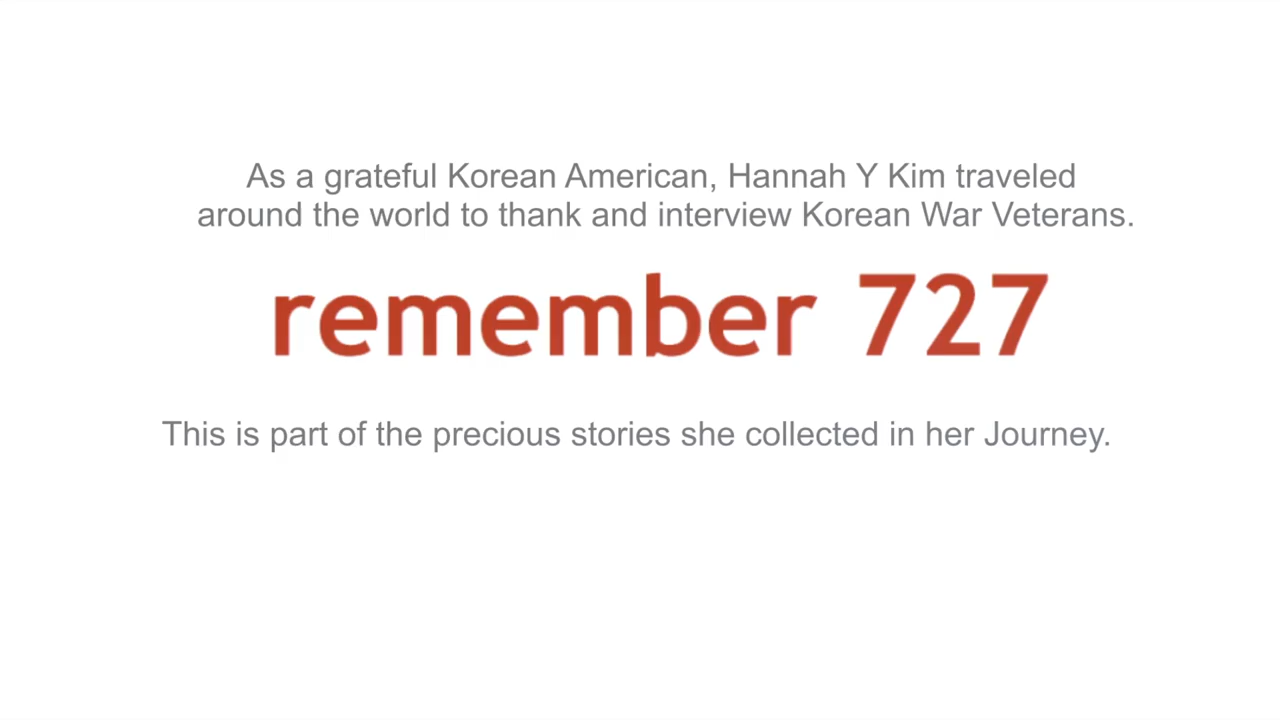 As a grateful Korean American, Hannah Y Kim traveled
around the world to thank and interview Korean War Veterans.
remember 727
This is part of the precious stories she collected in her Journey.